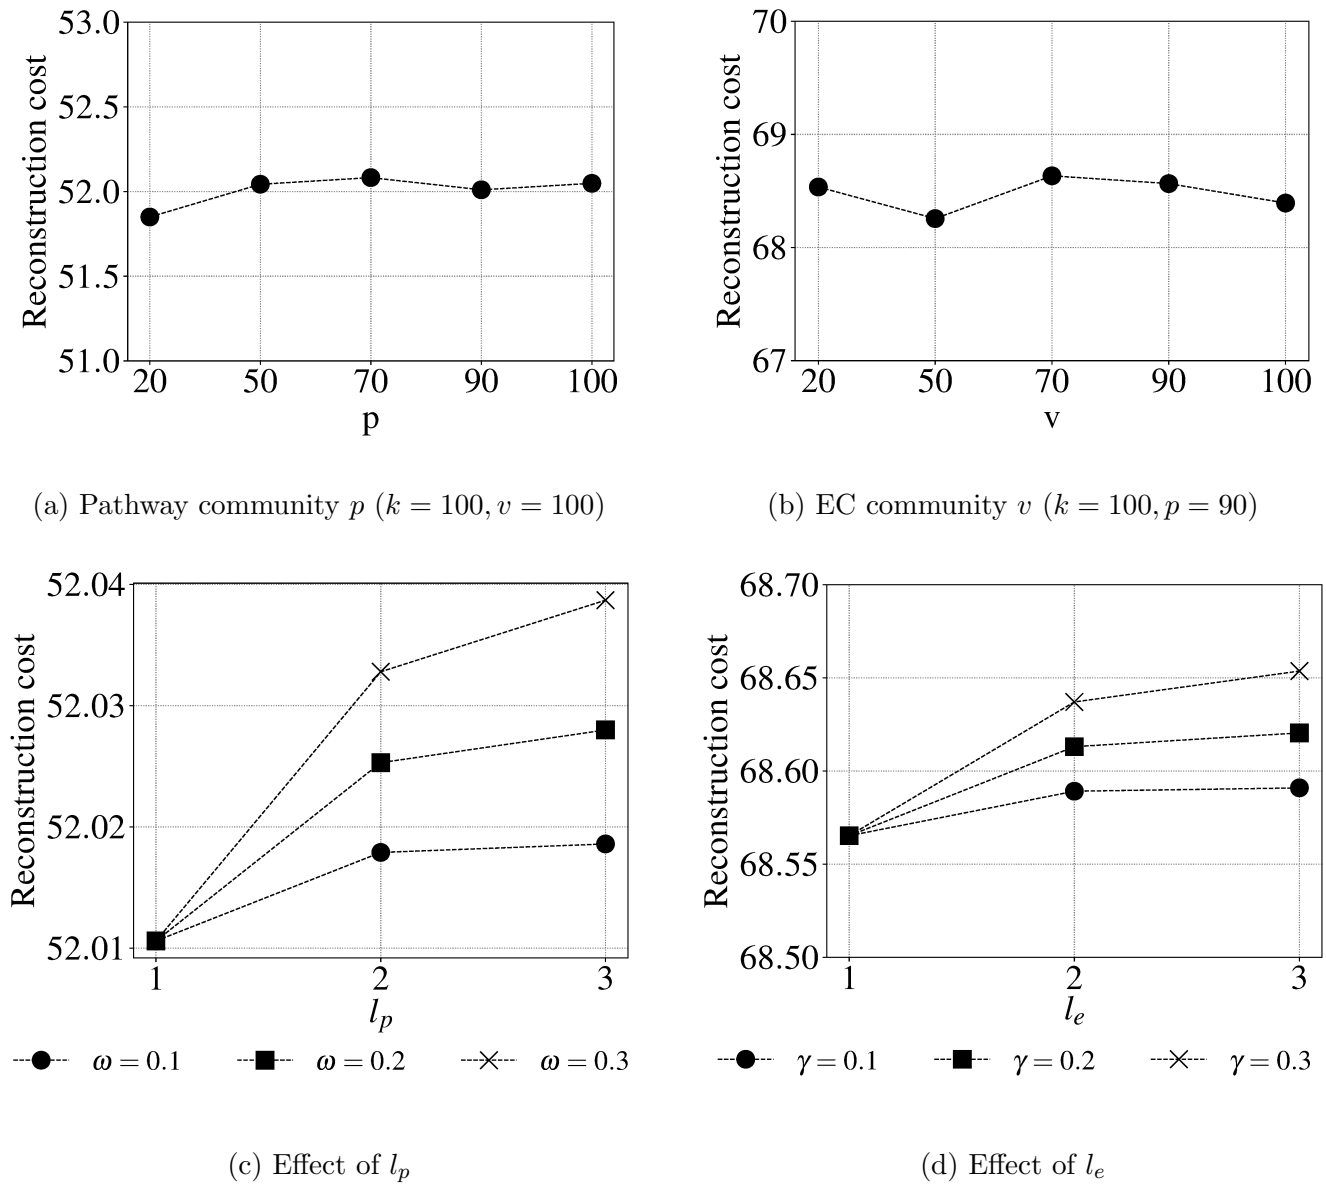 Reconstruction cost
53.0
52.5
52.0
51.5
51.0
20 50 70 90 100
p
(a) Pathway community p (k = 100, v = 100)
Reconstruction cost
70
69
68
67
20 50 70 90 100
v
(b) EC community v (k = 100, p = 90)
Reconstruction cost
52.04
52.03
52.02
52.01
1 2 3
l_p
ω = 0.1 ω = 0.2 ω = 0.3
(c) Effect of l_p
Reconstruction cost
68.70
68.65
68.60
68.55
68.50
1 2 3
l_e
γ = 0.1 γ = 0.2 γ = 0.3
(d) Effect of l_e